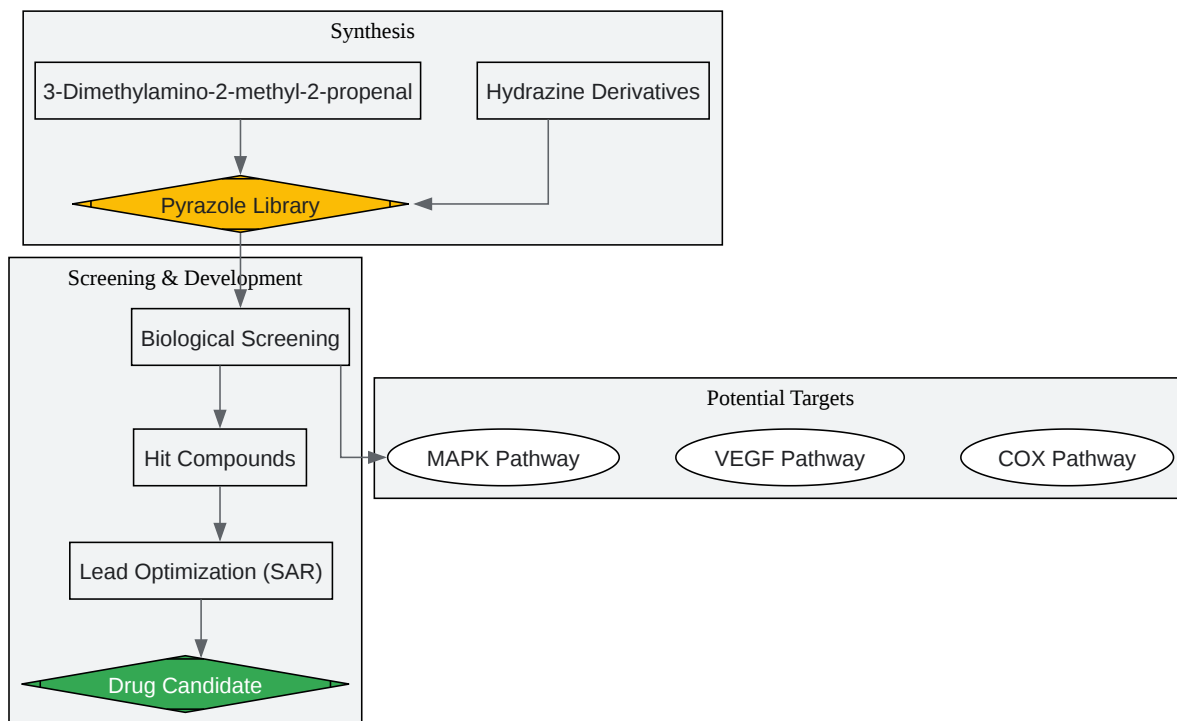 Synthesis
3-Dimethylamino-2-methyl-2-propenal
Hydrazine Derivatives
Pyrazole Library
Screening & Development
Biological Screening
Potential Targets
MAPK Pathway
VEGF Pathway
COX Pathway
Hit Compounds
Lead Optimization (SAR)
Drug Candidate